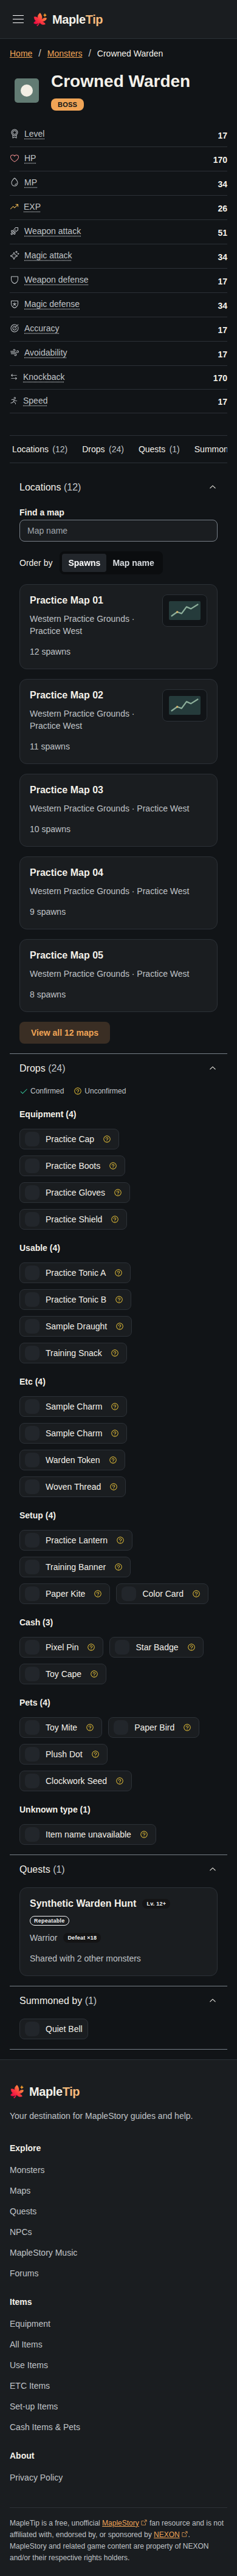 MapleTip
Home / Monsters / Crowned Warden
Crowned Warden
BOSS
Level 17
HP 170
MP 34
EXP 26
Weapon attack 51
Magic attack 34
Weapon defense 17
Magic defense 34
Accuracy 17
Avoidability 17
Knockback 170
Speed 17
Locations (12) Drops (24) Quests (1) Summon
Locations (12)
Find a map
Map name
Order by Spawns Map name
Practice Map 01
Western Practice Grounds ·
Practice West
12 spawns
Practice Map 02
Western Practice Grounds ·
Practice West
11 spawns
Practice Map 03
Western Practice Grounds · Practice West
10 spawns
Practice Map 04
Western Practice Grounds · Practice West
9 spawns
Practice Map 05
Western Practice Grounds · Practice West
8 spawns
View all 12 maps
Drops (24)
Confirmed Unconfirmed
Equipment (4)
Practice Cap
Practice Boots
Practice Gloves
Practice Shield
Usable (4)
Practice Tonic A
Practice Tonic B
Sample Draught
Training Snack
Etc (4)
Sample Charm
Sample Charm
Warden Token
Woven Thread
Setup (4)
Practice Lantern
Training Banner
Paper Kite Color Card
Cash (3)
Pixel Pin Star Badge
Toy Cape
Pets (4)
Toy Mite Paper Bird
Plush Dot
Clockwork Seed
Unknown type (1)
Item name unavailable
Quests (1)
Synthetic Warden Hunt Lv. 12+
Repeatable
Warrior Defeat ×18
Shared with 2 other monsters
Summoned by (1)
Quiet Bell
MapleTip
Your destination for MapleStory guides and help.
Explore
Monsters
Maps
Quests
NPCs
MapleStory Music
Forums
Items
Equipment
All Items
Use Items
ETC Items
Set-up Items
Cash Items & Pets
About
Privacy Policy
MapleTip is a free, unofficial MapleStory fan resource and is not
affiliated with, endorsed by, or sponsored by NEXON.
MapleStory and related game content are property of NEXON
and/or their respective rights holders.